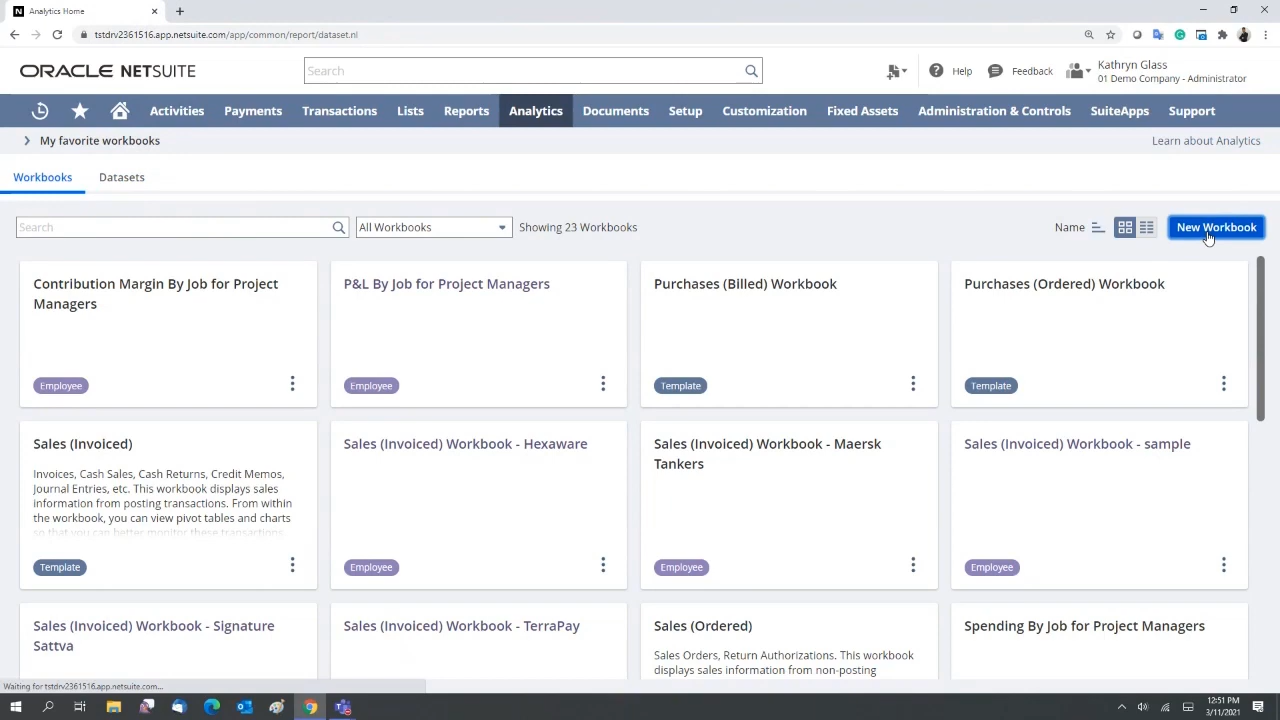 Analytics Home
tstdrv2361516.app.netsuite.com/app/common/report/dataset.nl
ORACLE NETSUITE
Search
Help
Feedback
Kathryn Glass
01 Demo Company - Administrator
Activities
Payments
Transactions
Lists
Reports
Analytics
Documents
Setup
Customization
Fixed Assets
Administration & Controls
SuiteApps
Support
My favorite workbooks
Learn about Analytics
Workbooks
Datasets
Search
All Workbooks
Showing 23 Workbooks
Name
New Workbook
Contribution Margin By Job for Project
Managers
Employee
P&L By Job for Project Managers
Employee
Purchases (Billed) Workbook
Template
Purchases (Ordered) Workbook
Template
Sales (Invoiced)
Invoices, Cash Sales, Cash Returns, Credit Memos,
Journal Entries, etc. This workbook displays sales
information from posting transactions. From within
the workbook, you can view pivot tables and charts
so that you can better monitor these transactions
Template
Sales (Invoiced) Workbook - Hexaware
Employee
Sales (Invoiced) Workbook - Maersk
Tankers
Employee
Sales (Invoiced) Workbook - sample
Employee
Sales (Invoiced) Workbook - Signature
Sattva
Sales (Invoiced) Workbook - TerraPay
Sales (Ordered)
Sales Orders, Return Authorizations. This workbook
displays sales information from non-posting
Spending By Job for Project Managers
Waiting for tstdrv2361516.app.netsuite.com...
12:51 PM
3/11/2021